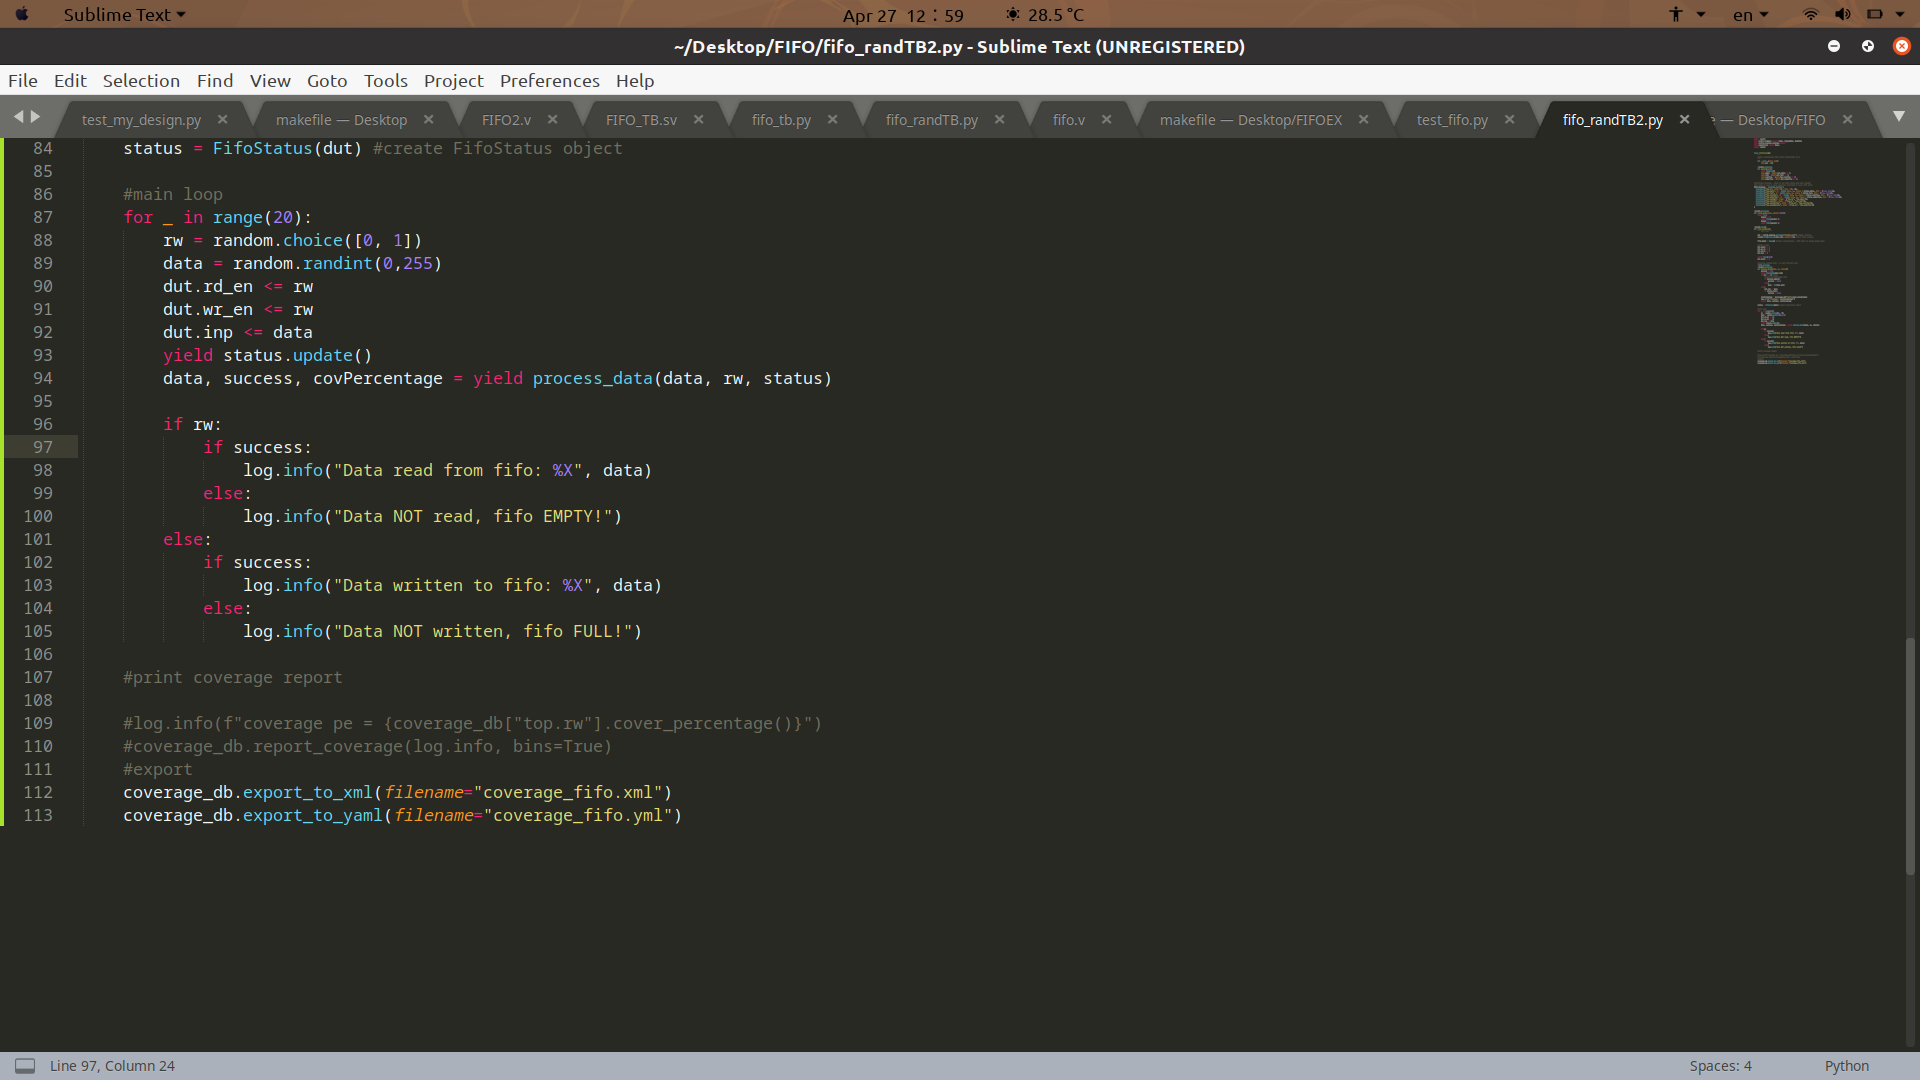 Sublime Text
Apr 27 12 : 59
28.5 °C
en
~/Desktop/FIFO/fifo_randTB2.py - Sublime Text (UNREGISTERED)
File Edit Selection Find View Goto Tools Project Preferences Help
test_my_design.py
makefile — Desktop
FIFO2.v
FIFO_TB.sv
fifo_tb.py
fifo_randTB.py
fifo.v
makefile — Desktop/FIFOEX
test_fifo.py
fifo_randTB2.py
e — Desktop/FIFO
84 status = FifoStatus(dut) #create FifoStatus object
85
86 #main loop
87 for _ in range(20):
88 rw = random.choice([0, 1])
89 data = random.randint(0,255)
90 dut.rd_en <= rw
91 dut.wr_en <= rw
92 dut.inp <= data
93 yield status.update()
94 data, success, covPercentage = yield process_data(data, rw, status)
95
96 if rw:
97 if success:
98 log.info("Data read from fifo: %X", data)
99 else:
100 log.info("Data NOT read, fifo EMPTY!")
101 else:
102 if success:
103 log.info("Data written to fifo: %X", data)
104 else:
105 log.info("Data NOT written, fifo FULL!")
106
107 #print coverage report
108
109 #log.info(f"coverage pe = {coverage_db["top.rw"].cover_percentage()}")
110 #coverage_db.report_coverage(log.info, bins=True)
111 #export
112 coverage_db.export_to_xml(filename="coverage_fifo.xml")
113 coverage_db.export_to_yaml(filename="coverage_fifo.yml")
Line 97, Column 24
Spaces: 4
Python